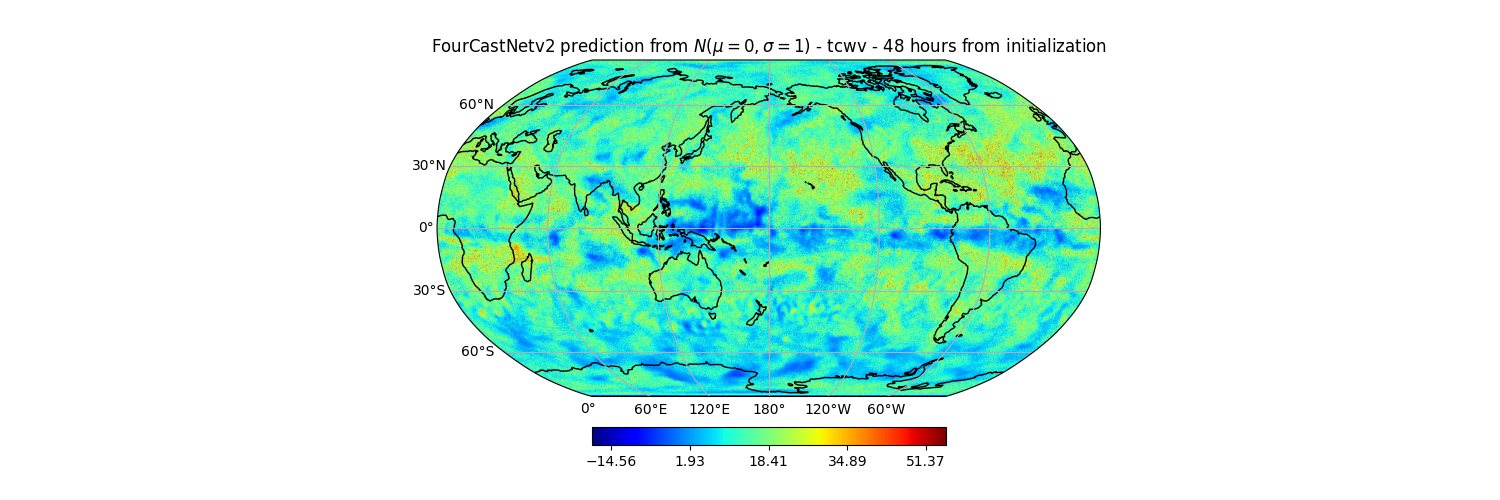 FourCastNetv2 prediction from N(μ = 0, σ = 1) - tcwv - 48 hours from initialization
60°N
30°N
0°
30°S
60°S
0° 60°E 120°E 180° 120°W 60°W
−14.56 1.93 18.41 34.89 51.37